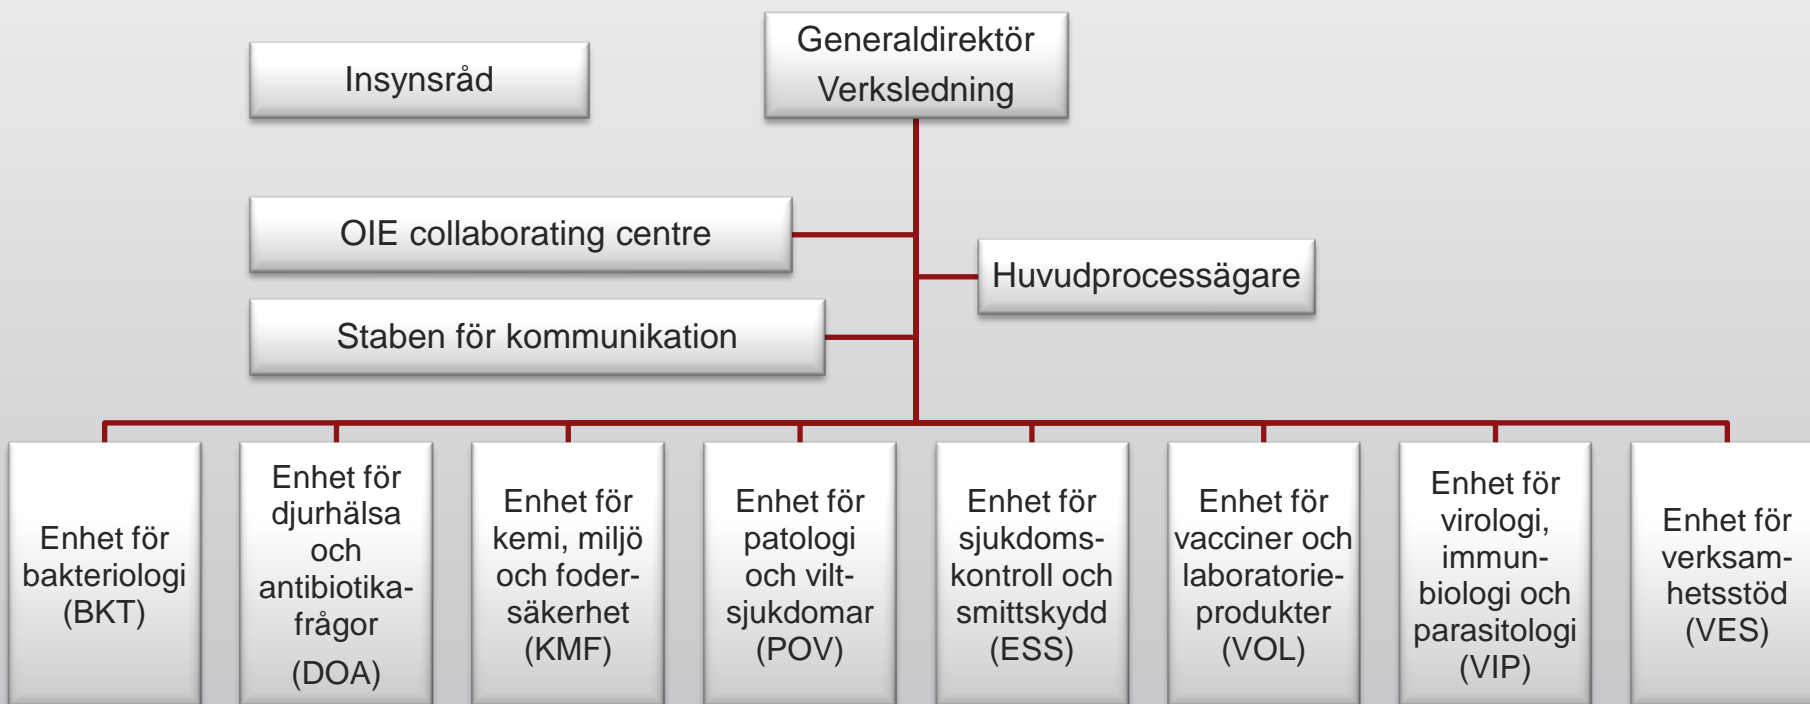 Insynsråd
Generaldirektör
Verksledning
OIE collaborating centre
Huvudprocessägare
Staben för kommunikation
Enhet för
bakteriologi
(BKT)
Enhet för
djurhälsa
och
antibiotika-
frågor
(DOA)
Enhet för
kemi, miljö
och foder-
säkerhet
(KMF)
Enhet för
patologi
och vilt-
sjukdomar
(POV)
Enhet för
sjukdoms-
kontroll och
smittskydd
(ESS)
Enhet för
vacciner och
laboratorie-
produkter
(VOL)
Enhet för
virologi,
immun-
biologi och
parasitologi
(VIP)
Enhet för
verksam-
hetsstöd
(VES)